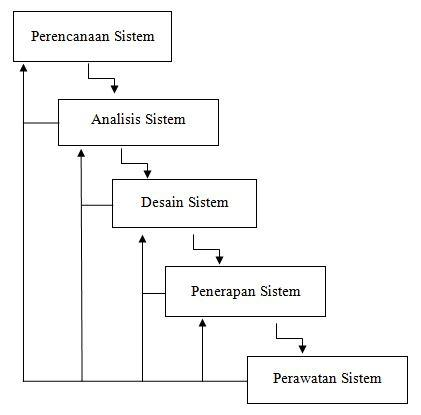 Perencanaan Sistem
Analisis Sistem
Desain Sistem
Penerapan Sistem
Perawatan Sistem